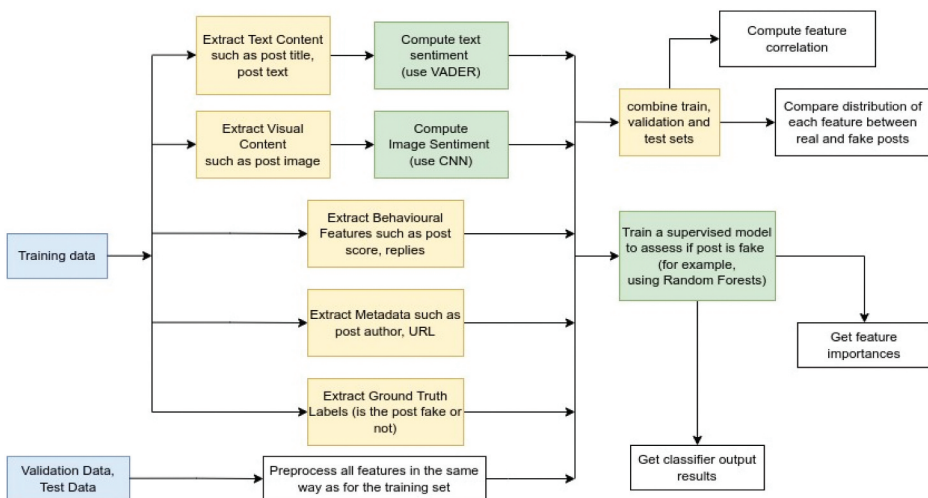 Extract Text Content
such as post title,
post text
Compute text
sentiment
(use VADER)
Compute feature
correlation
combine train,
validation and
test sets
Compare distribution of
each feature between
real and fake posts
Extract Visual
Content
such as post image
Compute
Image Sentiment
(use CNN)
Training data
Extract Behavioural
Features such as post
score, replies
Train a supervised model
to assess if post is fake
(for example,
using Random Forests)
Extract Metadata such as
post author, URL
Get feature
importances
Extract Ground Truth
Labels (is the post fake or
not)
Validation Data,
Test Data
Preprocess all features in the same
way as for the training set
Get classifier output
results